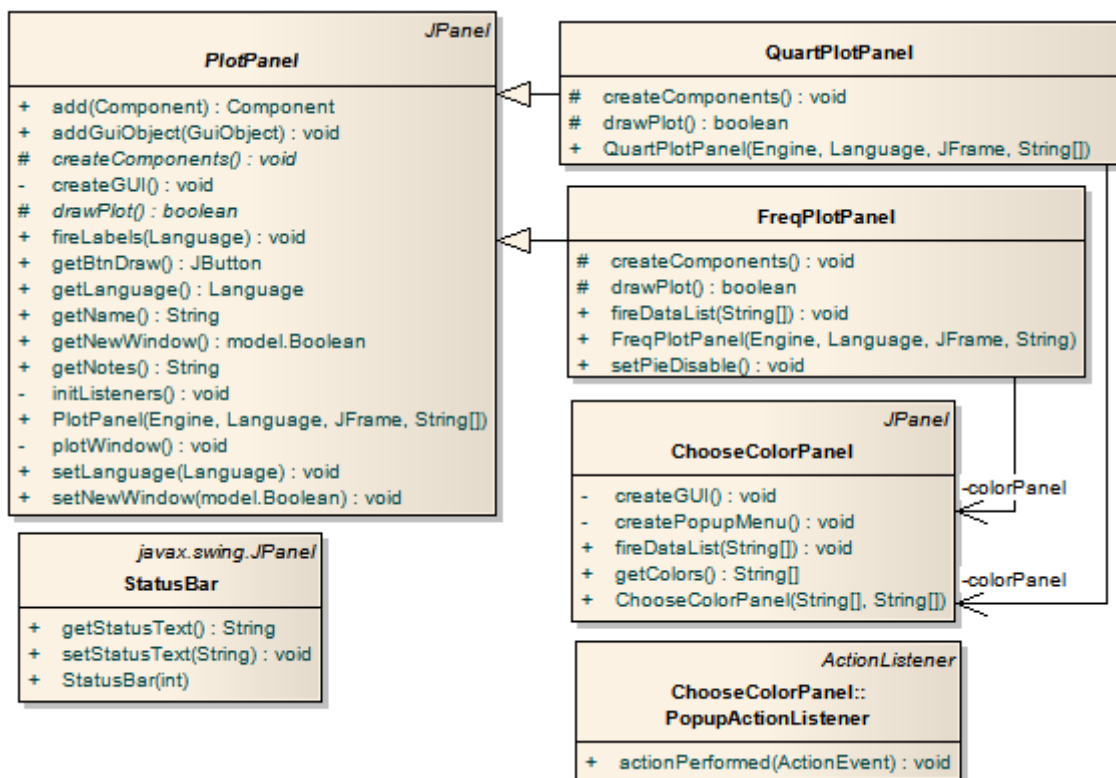 JPanel
PlotPanel
+ add(Component) : Component
+ addGuiObject(GuiObject) : void
# createComponents() : void
- createGUI() : void
# drawPlot() : boolean
+ fireLabels(Language) : void
+ getBtnDraw() : JButton
+ getLanguage() : Language
+ getName() : String
+ getNewWindow() : model.Boolean
+ getNotes() : String
- initListeners() : void
+ PlotPanel(Engine, Language, JFrame, String[])
- plotWindow() : void
+ setLanguage(Language) : void
+ setNewWindow(model.Boolean) : void
javax.swing.JPanel
StatusBar
+ getStatusText() : String
+ setStatusText(String) : void
+ StatusBar(int)
QuartPlotPanel
# createComponents() : void
# drawPlot() : boolean
+ QuartPlotPanel(Engine, Language, JFrame, String[])
FreqPlotPanel
# createComponents() : void
# drawPlot() : boolean
+ fireDataList(String[]) : void
+ FreqPlotPanel(Engine, Language, JFrame, String)
+ setPieDisable() : void
JPanel
ChooseColorPanel
- createGUI() : void
- createPopupMenu() : void
+ fireDataList(String[]) : void
+ getColors() : String[]
+ ChooseColorPanel(String[], String[])
-colorPanel
-colorPanel
ActionListener
ChooseColorPanel::
PopupActionListener
+ actionPerformed(ActionEvent) : void